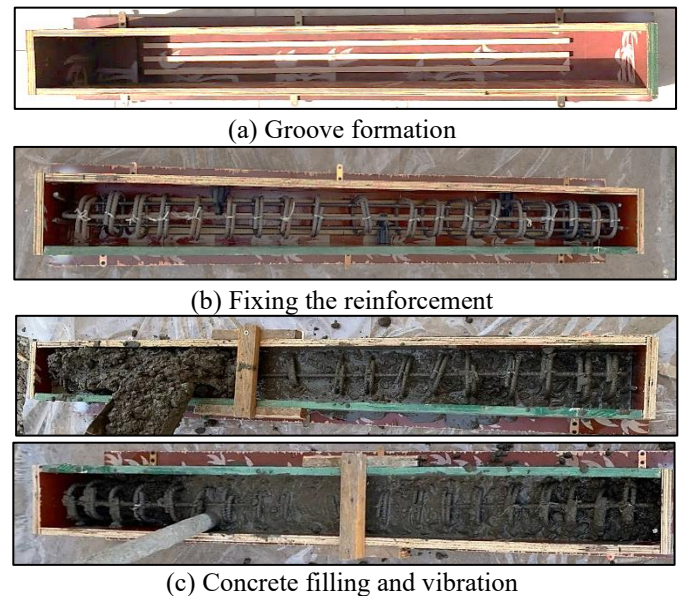 (a) Groove formation
(b) Fixing the reinforcement
(c) Concrete filling and vibration